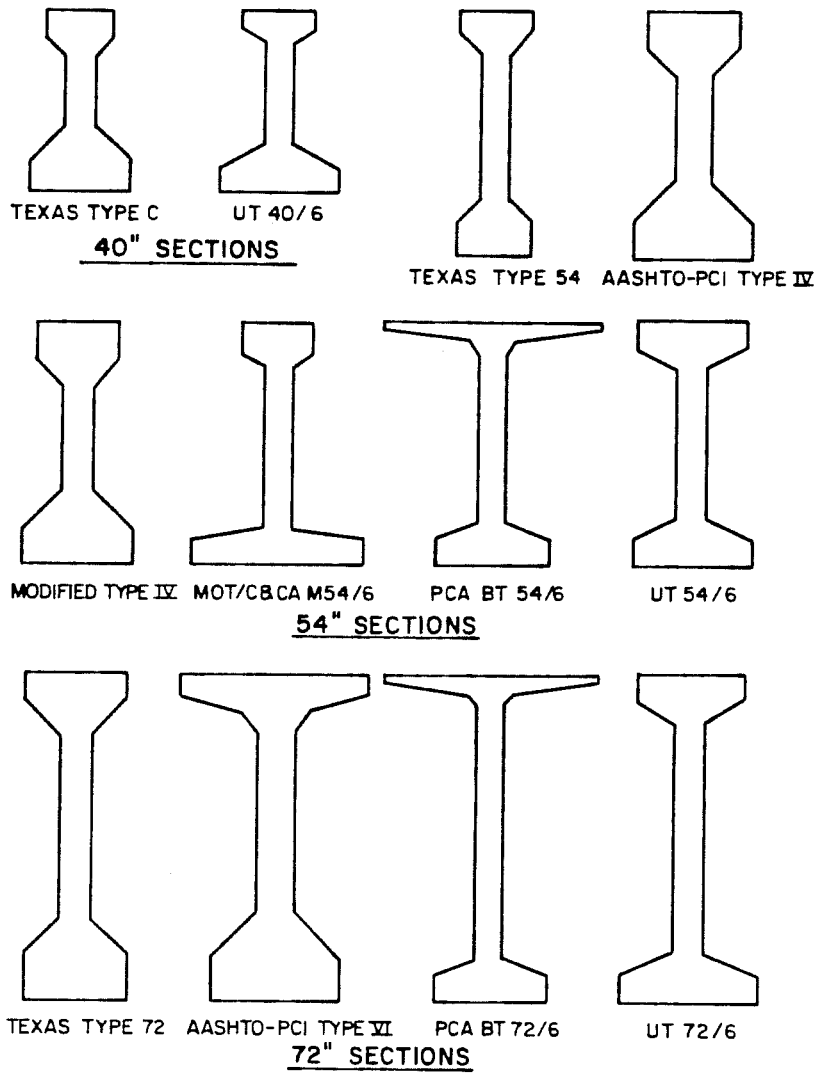 TEXAS TYPE C
UT 40/6
40" SECTIONS
TEXAS TYPE 54
AASHTO-PCI TYPE IV
MODIFIED TYPE IV
MOT/C&CA M54/6
PCA BT 54/6
UT 54/6
54" SECTIONS
TEXAS TYPE 72
AASHTO-PCI TYPE VI
PCA BT 72/6
UT 72/6
72" SECTIONS